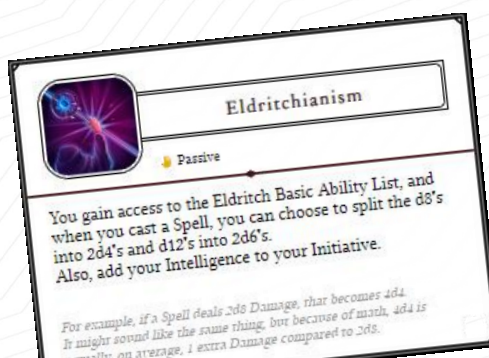 Eldritchianism
Passive
You gain access to the Eldritch Basic Ability List, and
when you cast a Spell, you can choose to split the d8's
into 2d4's and d12's into 2d6's.
Also, add your Intelligence to your Initiative.
For example, if a Spell deals 2d8 Damage, that becomes 4d4.
It might sound like the same thing, but because of math, 4d4 is
on average, 1 extra Damage compared to 2d8.